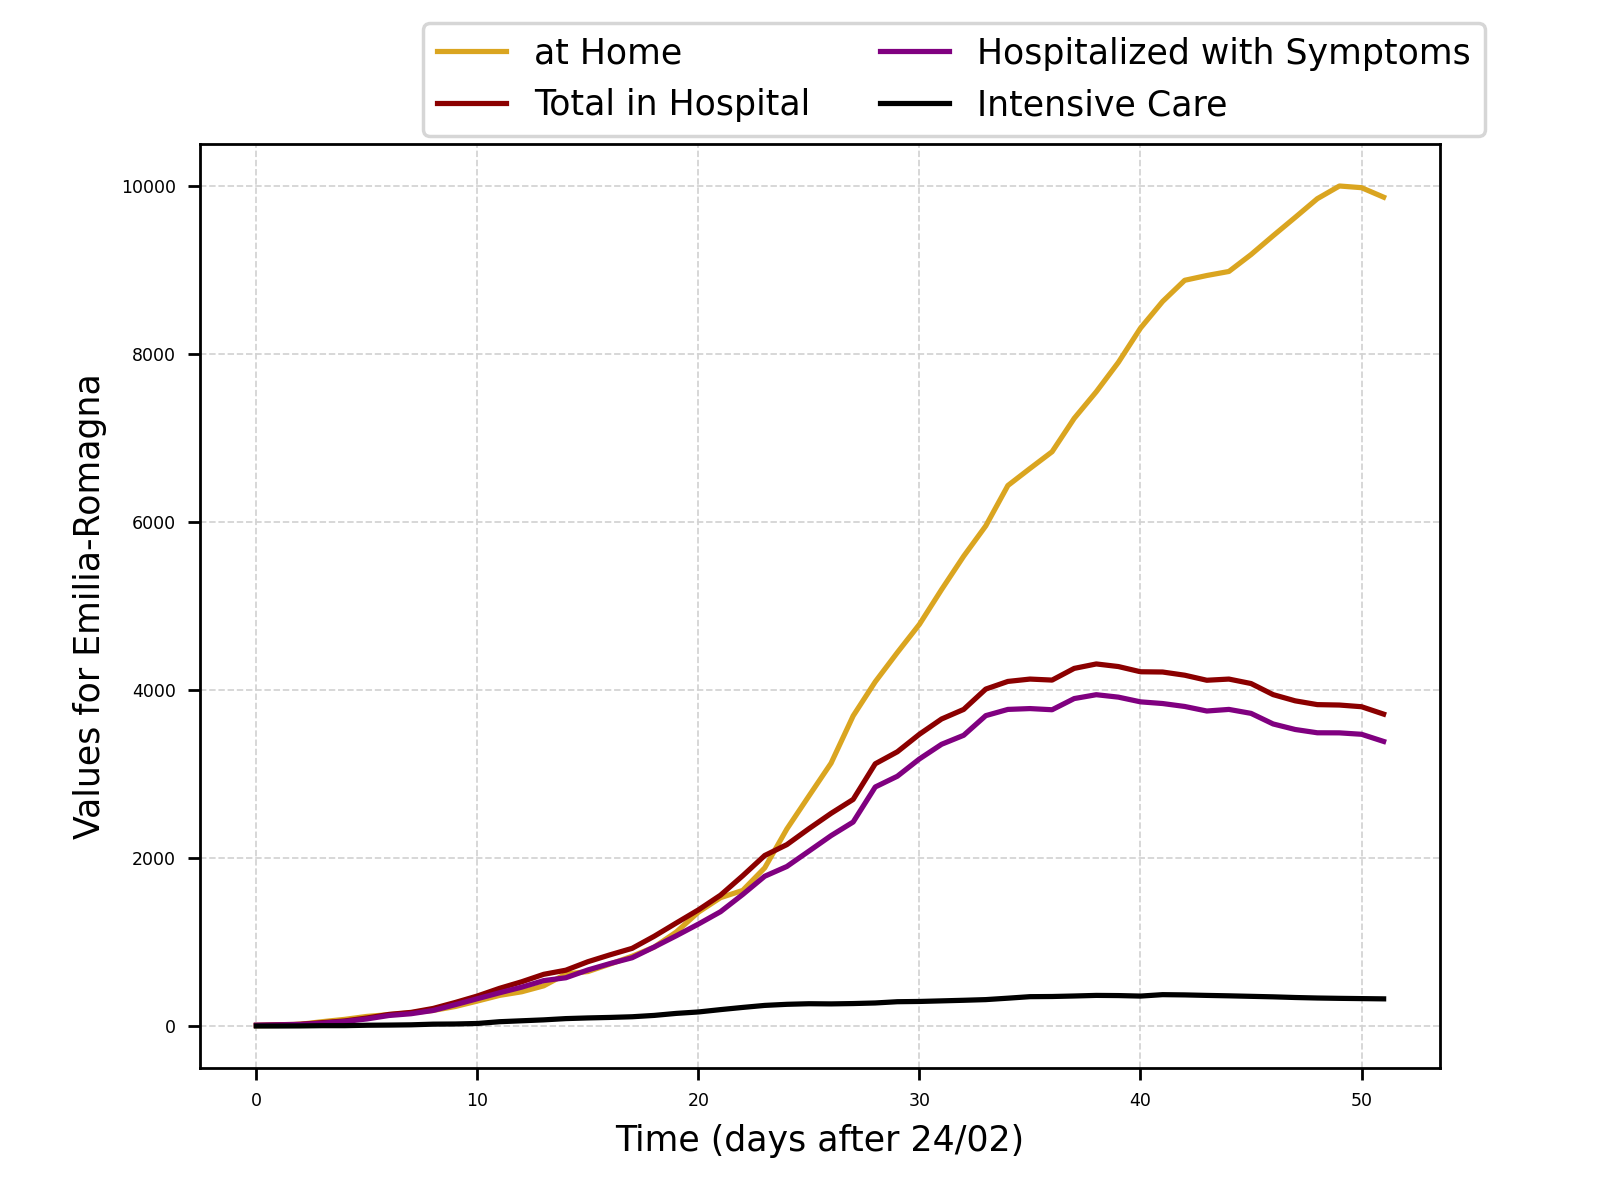 at Home
Total in Hospital
Hospitalized with Symptoms
Intensive Care
Values for Emilia-Romagna
10000
8000
6000
4000
2000
0
0 10 20 30 40 50
Time (days after 24/02)